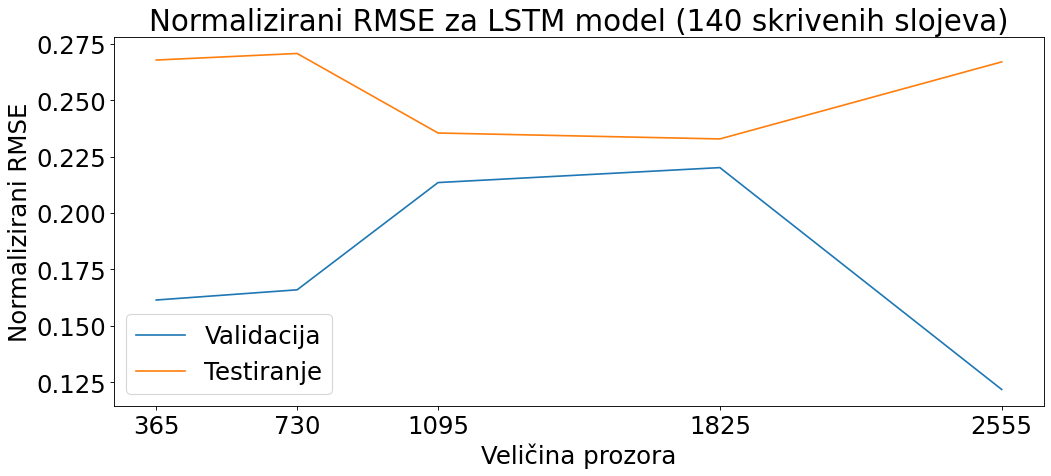 Normalizirani RMSE za LSTM model (140 skrivenih slojeva)
Normalizirani RMSE
0.275
0.250
0.225
0.200
0.175
0.150
0.125
Validacija
Testiranje
365 730 1095 1825 2555
Veličina prozora